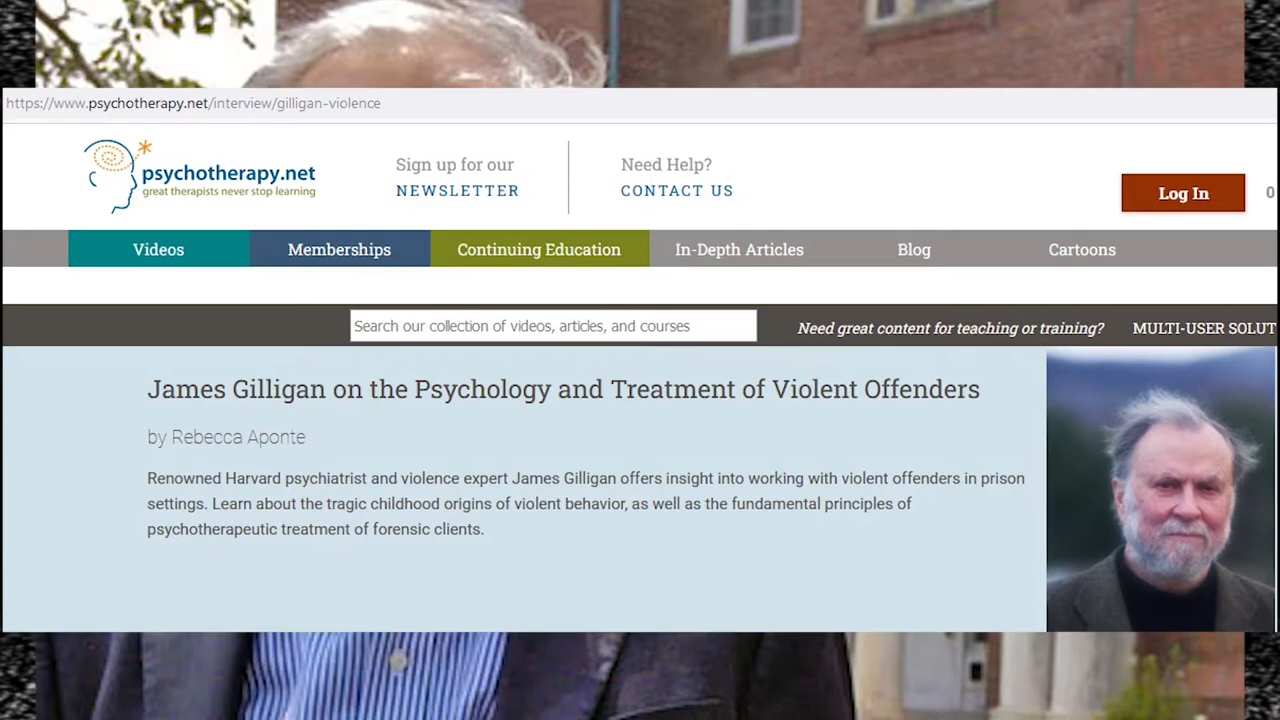 https://www.psychotherapy.net/interview/gilligan-violence
psychotherapy.net
great therapists never stop learning
Sign up for our
NEWSLETTER
Need Help?
CONTACT US
Log In
0
Videos
Memberships
Continuing Education
In-Depth Articles
Blog
Cartoons
Search our collection of videos, articles, and courses
Need great content for teaching or training?
MULTI-USER SOLUT
James Gilligan on the Psychology and Treatment of Violent Offenders
by Rebecca Aponte
Renowned Harvard psychiatrist and violence expert James Gilligan offers insight into working with violent offenders in prison
settings. Learn about the tragic childhood origins of violent behavior, as well as the fundamental principles of
psychotherapeutic treatment of forensic clients.